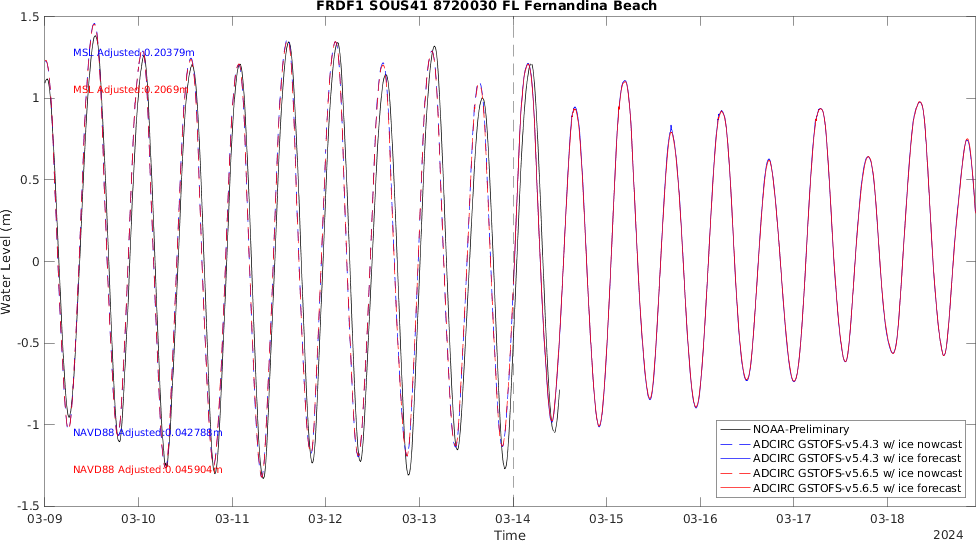 FRDF1 SOUS41 8720030 FL Fernandina Beach
1.5
1
0.5
0
-0.5
-1
-1.5
Water Level (m)
MSL Adjusted:0.20379m
MSL Adjusted:0.2069m
NAVD88 Adjusted:0.042788m
NAVD88 Adjusted:0.045904m
NOAA-Preliminary
ADCIRC GSTOFS-v5.4.3 w/ ice nowcast
ADCIRC GSTOFS-v5.4.3 w/ ice forecast
ADCIRC GSTOFS-v5.6.5 w/ ice nowcast
ADCIRC GSTOFS-v5.6.5 w/ ice forecast
03-09 03-10 03-11 03-12 03-13 03-14 03-15 03-16 03-17 03-18
Time
2024